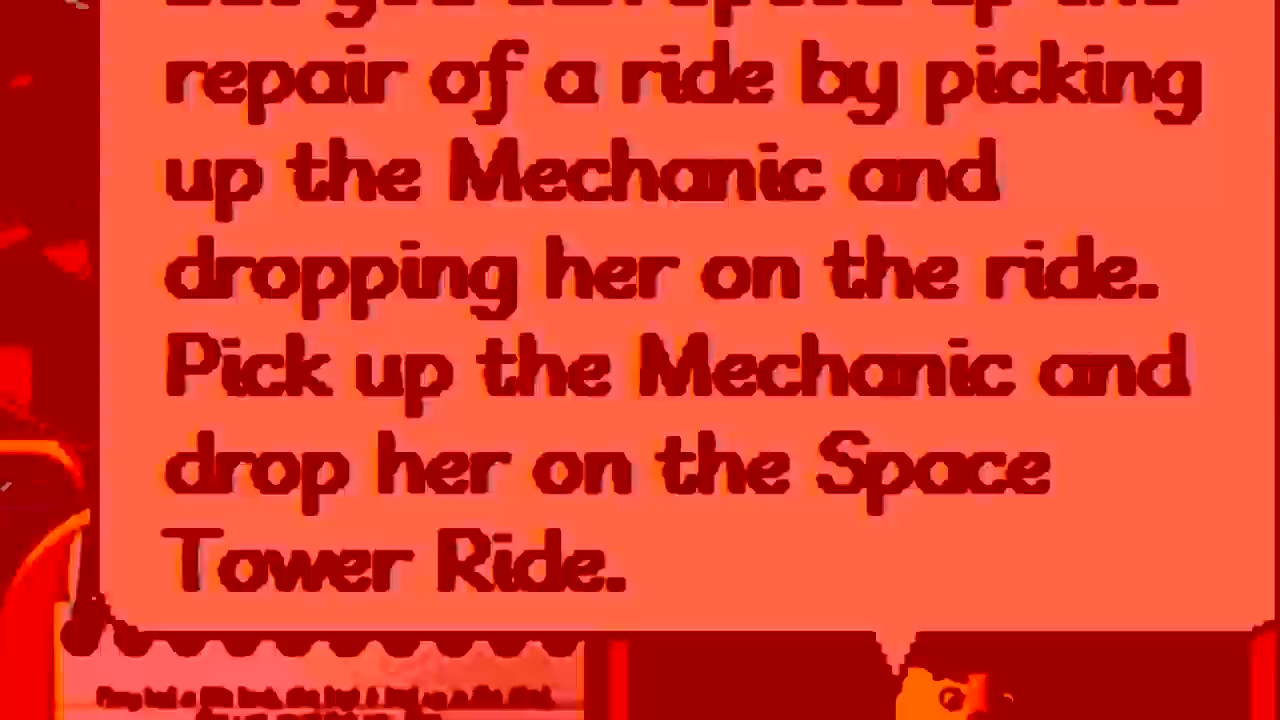 repair of a ride by picking
up the Mechanic and
dropping her on the ride.
Pick up the Mechanic and
drop her on the Space
Tower Ride.